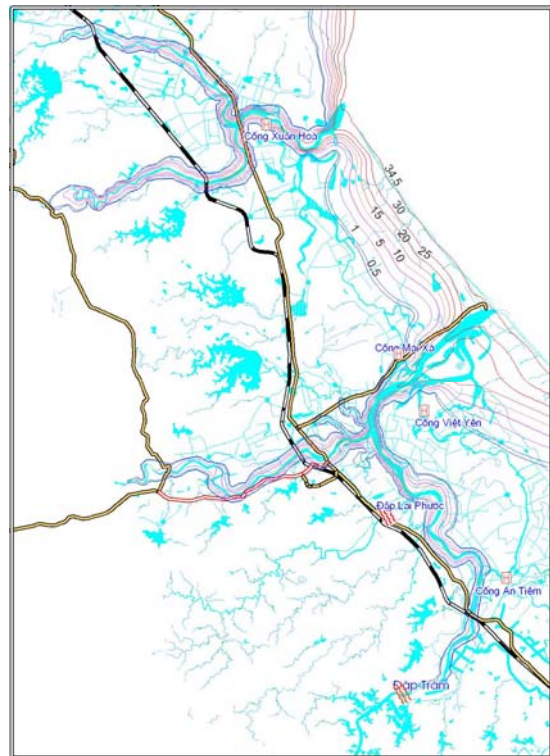 Cống Xuân Hoà
34.5
30
15
20
25
1
5
10
0.5
Cống Mai Xá
Cống Việt Yên
Đập Lai Phước
Cống An Tiêm
Đập Trấm